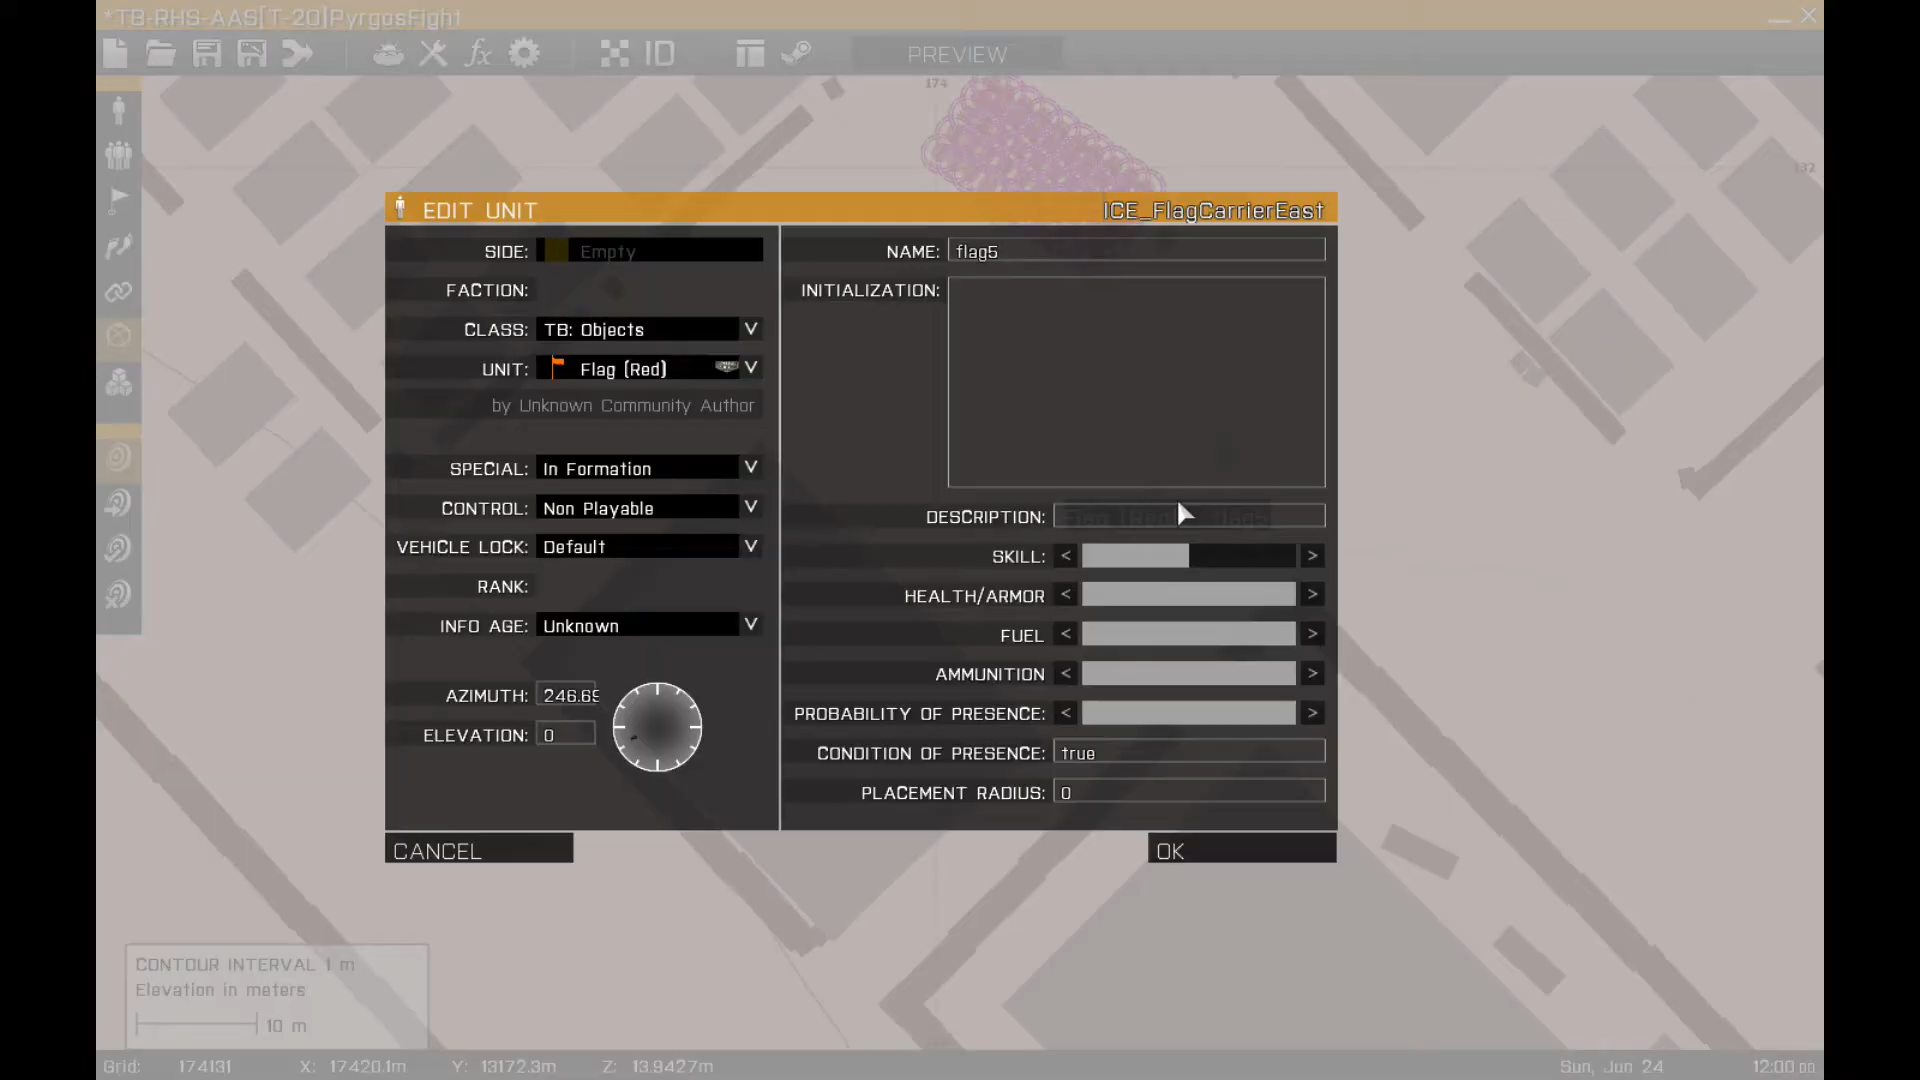 *TB-RHS-AAS[T-20]PyrgosFight
ID
PREVIEW
174
132
EDIT UNIT
ICE_FlagCarrierEast
SIDE: Empty
FACTION:
CLASS: TB: Objects
UNIT: Flag (Red)
by Unknown Community Author
SPECIAL: In Formation
CONTROL: Non Playable
VEHICLE LOCK: Default
RANK:
INFO AGE: Unknown
AZIMUTH: 246.69
ELEVATION: 0
NAME: flag5
INITIALIZATION:
DESCRIPTION:
SKILL: < >
HEALTH/ARMOR < >
FUEL < >
AMMUNITION < >
PROBABILITY OF PRESENCE: < >
CONDITION OF PRESENCE: true
PLACEMENT RADIUS: 0
CANCEL
OK
CONTOUR INTERVAL 1 m
Elevation in meters
10 m
Grid: 174131 X: 17420.1m Y: 13172.3m Z: 13.9427m
Sun, Jun 24 12:00